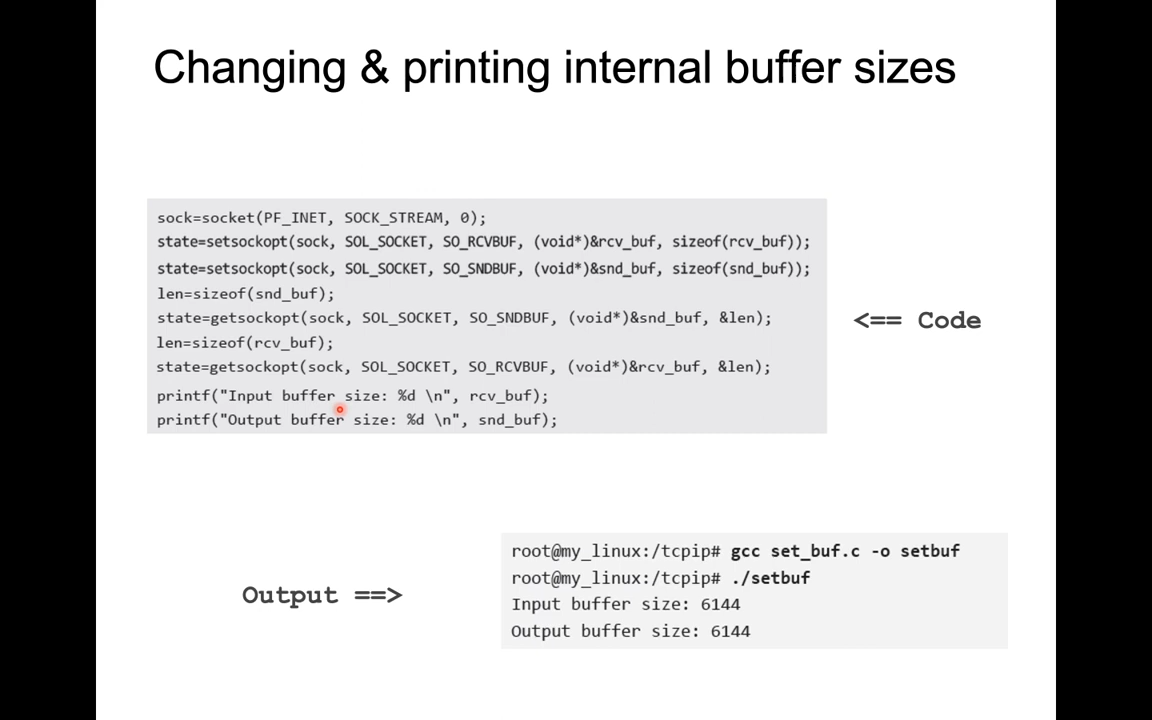 Changing & printing internal buffer sizes
sock=socket(PF_INET, SOCK_STREAM, 0);
state=setsockopt(sock, SOL_SOCKET, SO_RCVBUF, (void*)&rcv_buf, sizeof(rcv_buf));
state=setsockopt(sock, SOL_SOCKET, SO_SNDBUF, (void*)&snd_buf, sizeof(snd_buf));
len=sizeof(snd_buf);
state=getsockopt(sock, SOL_SOCKET, SO_SNDBUF, (void*)&snd_buf, &len);
len=sizeof(rcv_buf);
state=getsockopt(sock, SOL_SOCKET, SO_RCVBUF, (void*)&rcv_buf, &len);
printf("Input buffer size: %d \n", rcv_buf);
printf("Output buffer size: %d \n", snd_buf);
<== Code
Output ==>
root@my_linux:/tcpip# gcc set_buf.c -o setbuf
root@my_linux:/tcpip# ./setbuf
Input buffer size: 6144
Output buffer size: 6144